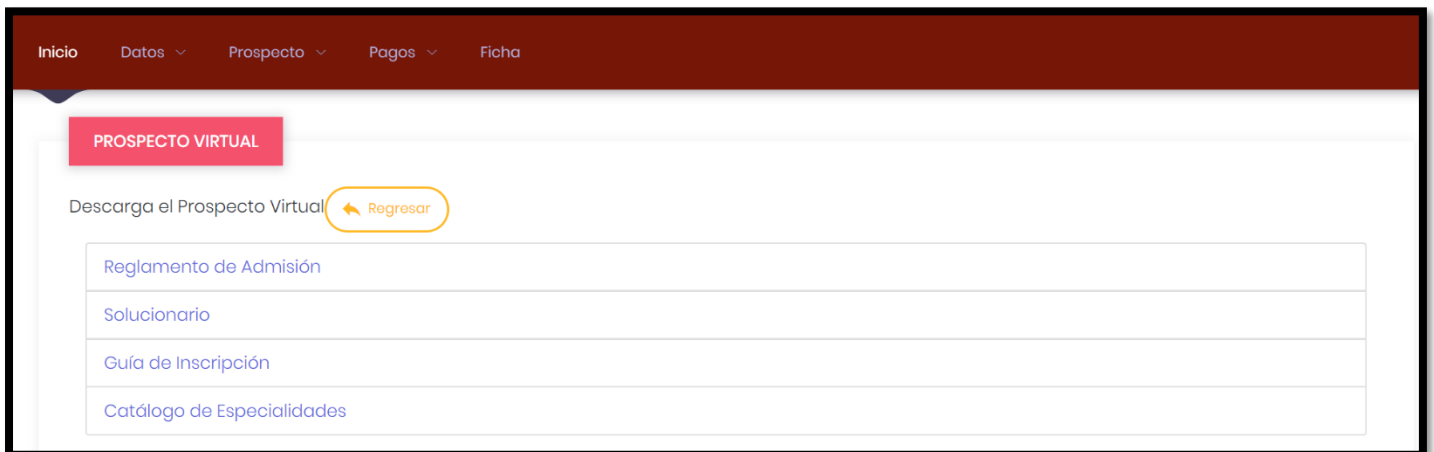 Inicio Datos Prospecto Pagos Ficha
PROSPECTO VIRTUAL
Descarga el Prospecto Virtual Regresar
Reglamento de Admisión
Solucionario
Guía de Inscripción
Catálogo de Especialidades